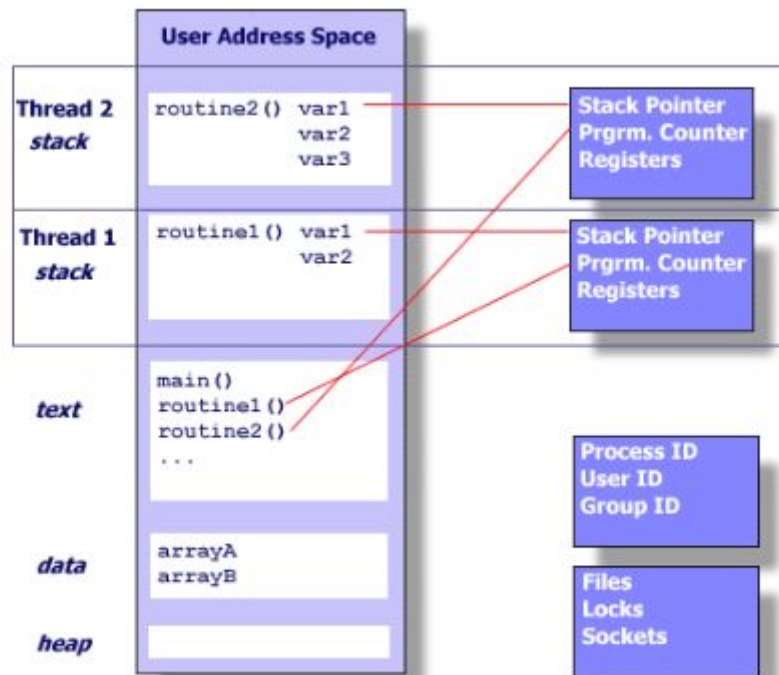 User Address Space
Thread 2
stack
routine2() var1
var2
var3
Stack Pointer
Prgrm. Counter
Registers
Thread 1
stack
routine1() var1
var2
Stack Pointer
Prgrm. Counter
Registers
text
main()
routine1()
routine2()
...
Process ID
User ID
Group ID
data
arrayA
arrayB
Files
Locks
Sockets
heap